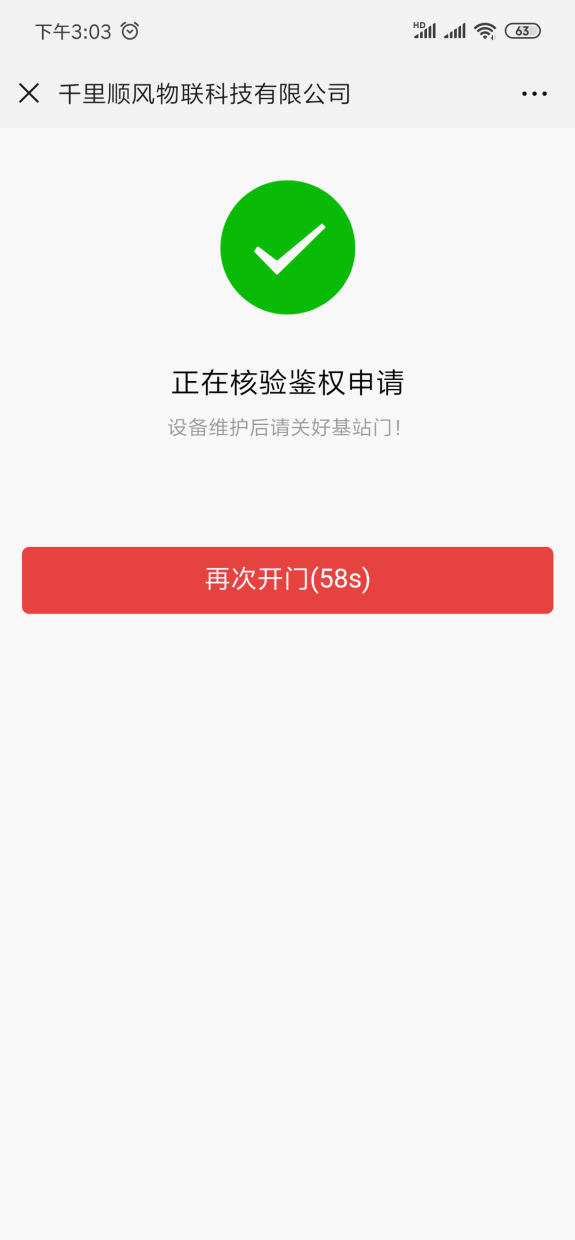 下午3:03
HD
63
千里顺风物联科技有限公司
正在核验鉴权申请
设备维护后请关好基站门！
再次开门(58s)